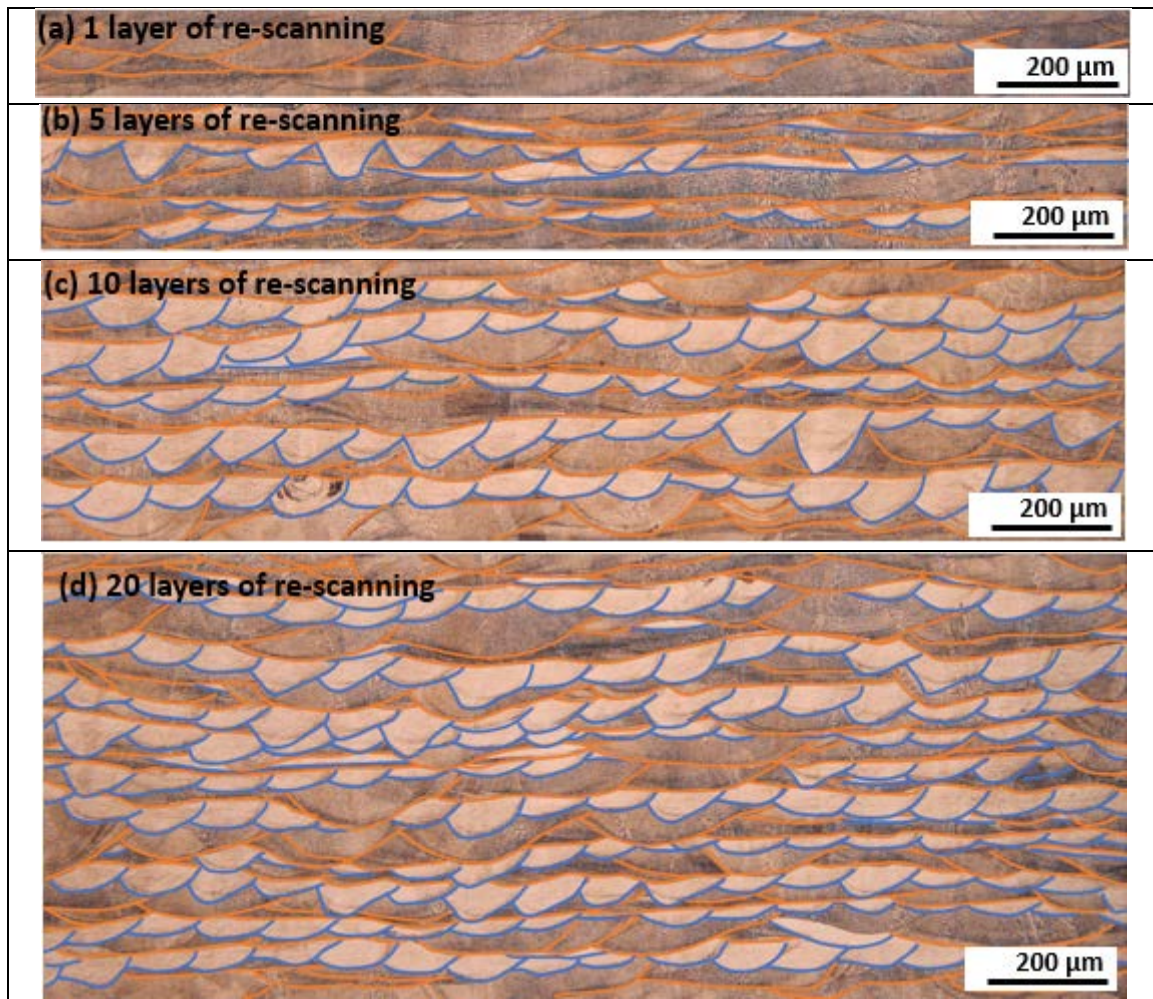 (a) 1 layer of re-scanning
200 µm
(b) 5 layers of re-scanning
200 µm
(c) 10 layers of re-scanning
200 µm
(d) 20 layers of re-scanning
200 µm